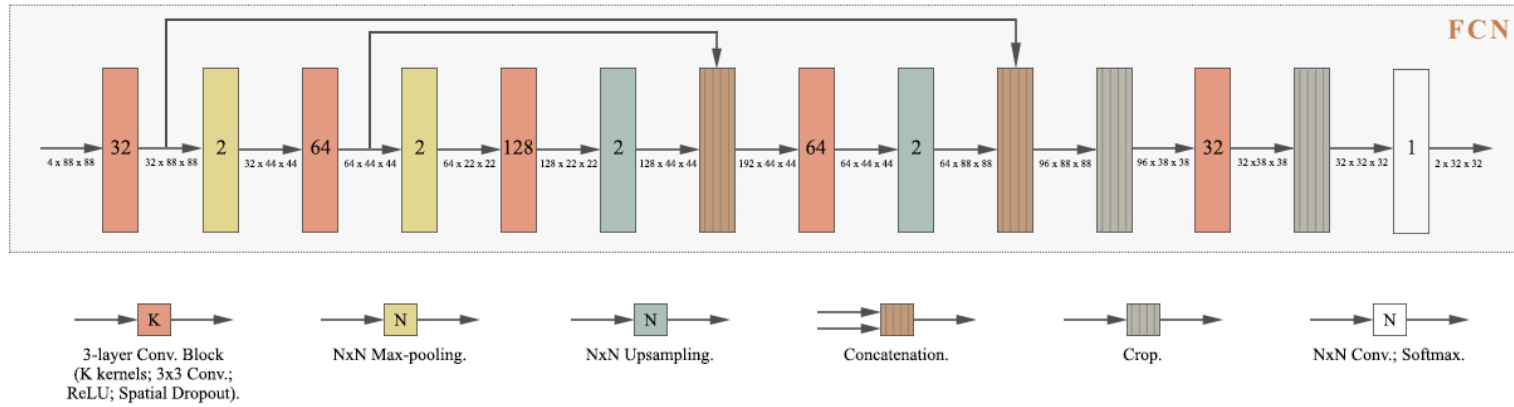 FCN
32
2
64
2
128
2
64
2
32
1
4 x 88 x 88
32 x 88 x 88
32 x 44 x 44
64 x 44 x 44
64 x 22 x 22
128 x 22 x 22
128 x 44 x 44
192 x 44 x 44
64 x 44 x 44
64 x 88 x 88
96 x 88 x 88
96 x 38 x 38
32 x38 x 38
32 x 32 x 32
2 x 32 x 32
K
N
N
N
3-layer Conv. Block
(K kernels; 3x3 Conv.;
ReLU; Spatial Dropout).
NxN Max-pooling.
NxN Upsampling.
Concatenation.
Crop.
NxN Conv.; Softmax.